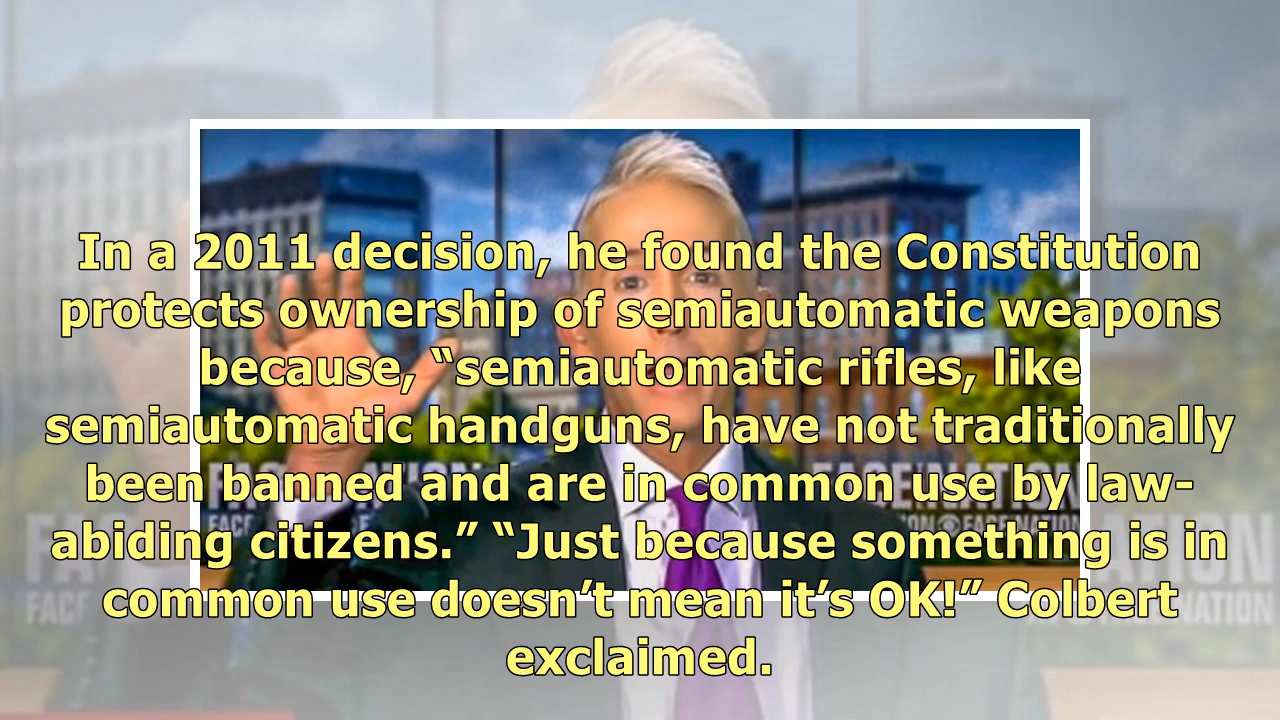 In a 2011 decision, he found the Constitution
protects ownership of semiautomatic weapons
because, “semiautomatic rifles, like
semiautomatic handguns, have not traditionally
been banned and are in common use by law-
abiding citizens.” “Just because something is in
common use doesn’t mean it’s OK!” Colbert
exclaimed.